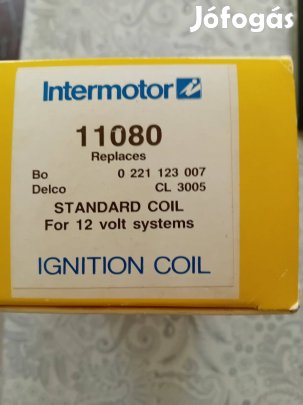 Jófogás
Intermotor
11080
Replaces
Bo 0 221 123 007
Delco CL 3005
STANDARD COIL
For 12 volt systems
IGNITION COIL